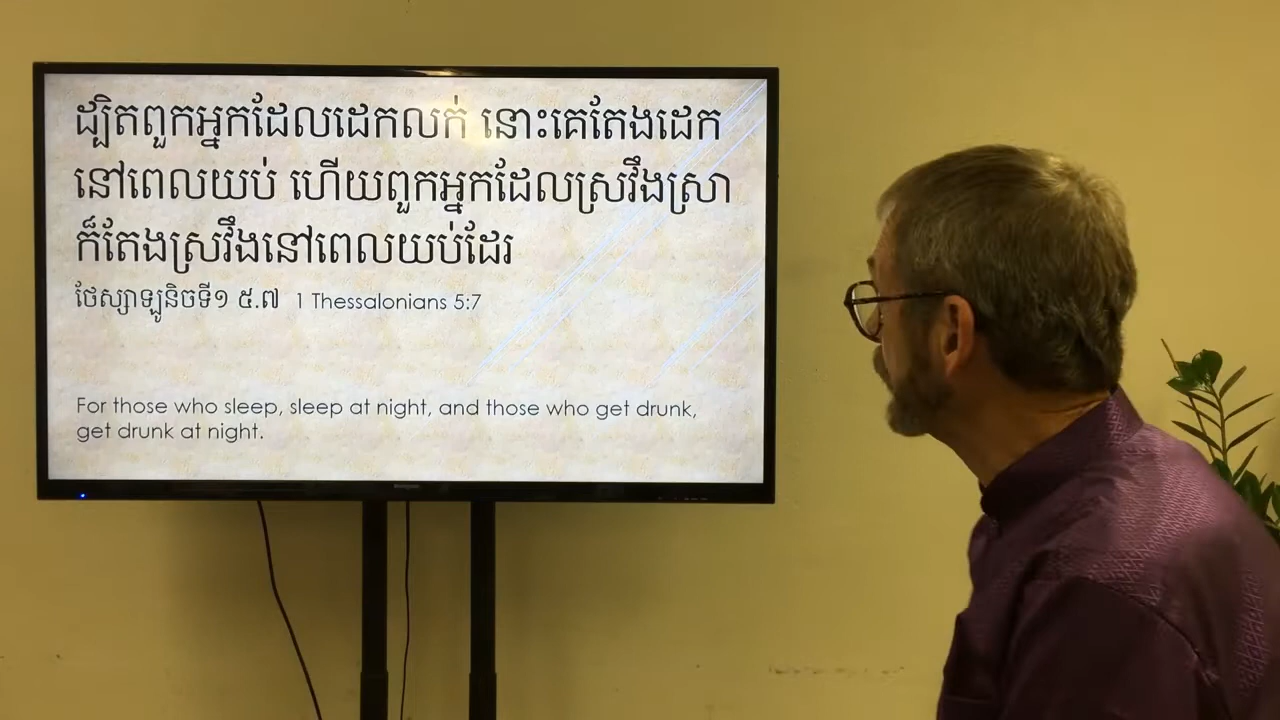 ដ្បិតពួកអ្នកដែលដេកលក់ នោះគេតែងដេក
នៅពេលយប់ ហើយពួកអ្នកដែលស្រវឹងស្រា
ក៏តែងស្រវឹងនៅពេលយប់ដែរ
ថែស្សាឡូនិចទី១ ៥.៧ 1 Thessalonians 5:7
For those who sleep, sleep at night, and those who get drunk,
get drunk at night.